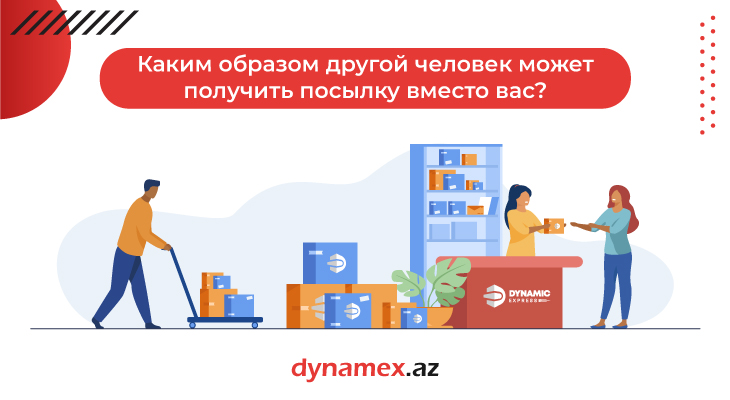 Каким образом другой человек может
получить посылку вместо вас?
DYNAMIC
EXPRESS
dynamex.az